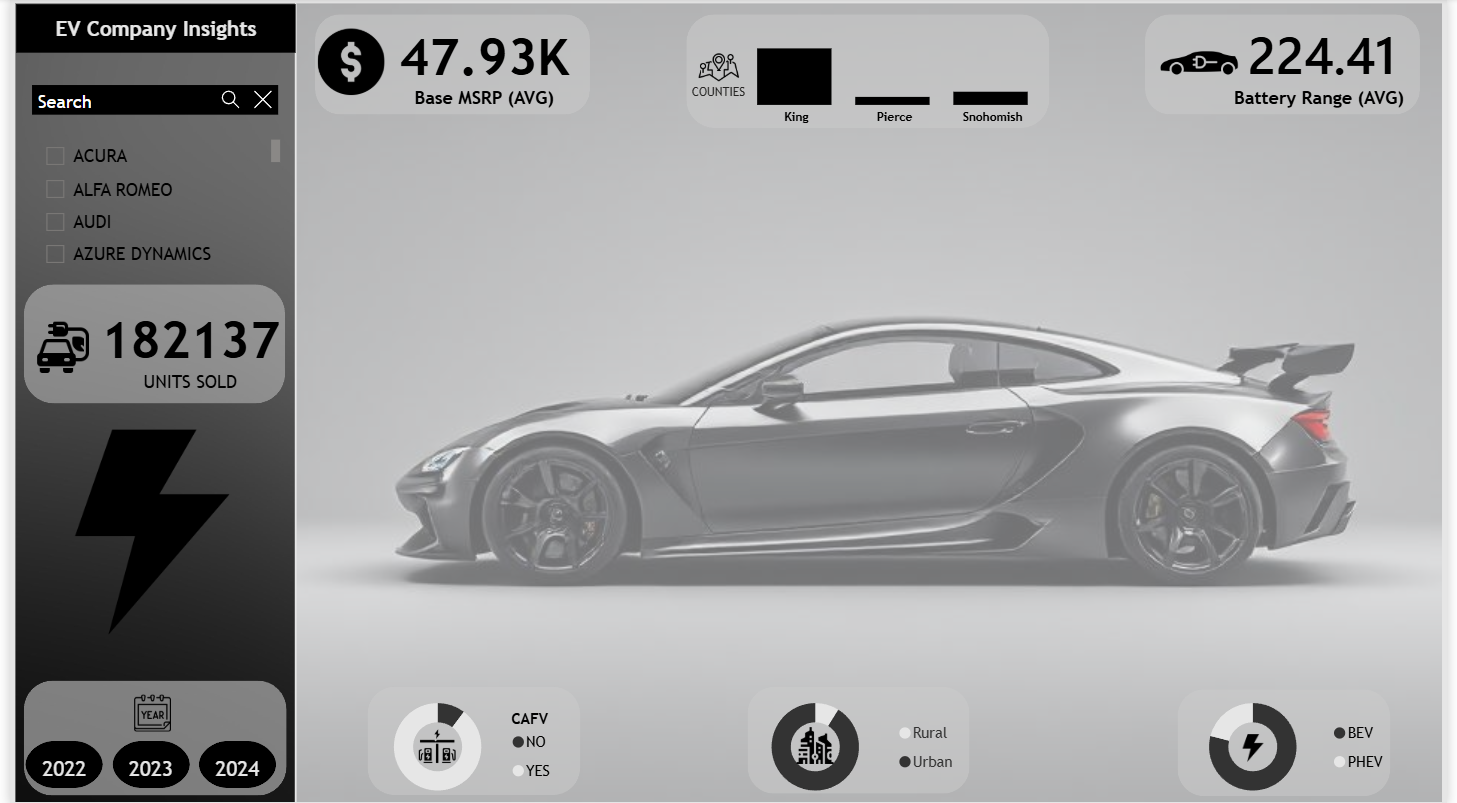 EV Company Insights
Search
ACURA
ALFA ROMEO
AUDI
AZURE DYNAMICS
182137
UNITS SOLD
YEAR
2022 2023 2024
$ 47.93K
Base MSRP (AVG)
COUNTIES
King Pierce Snohomish
224.41
Battery Range (AVG)
CAFV
NO
YES
Rural
Urban
BEV
PHEV